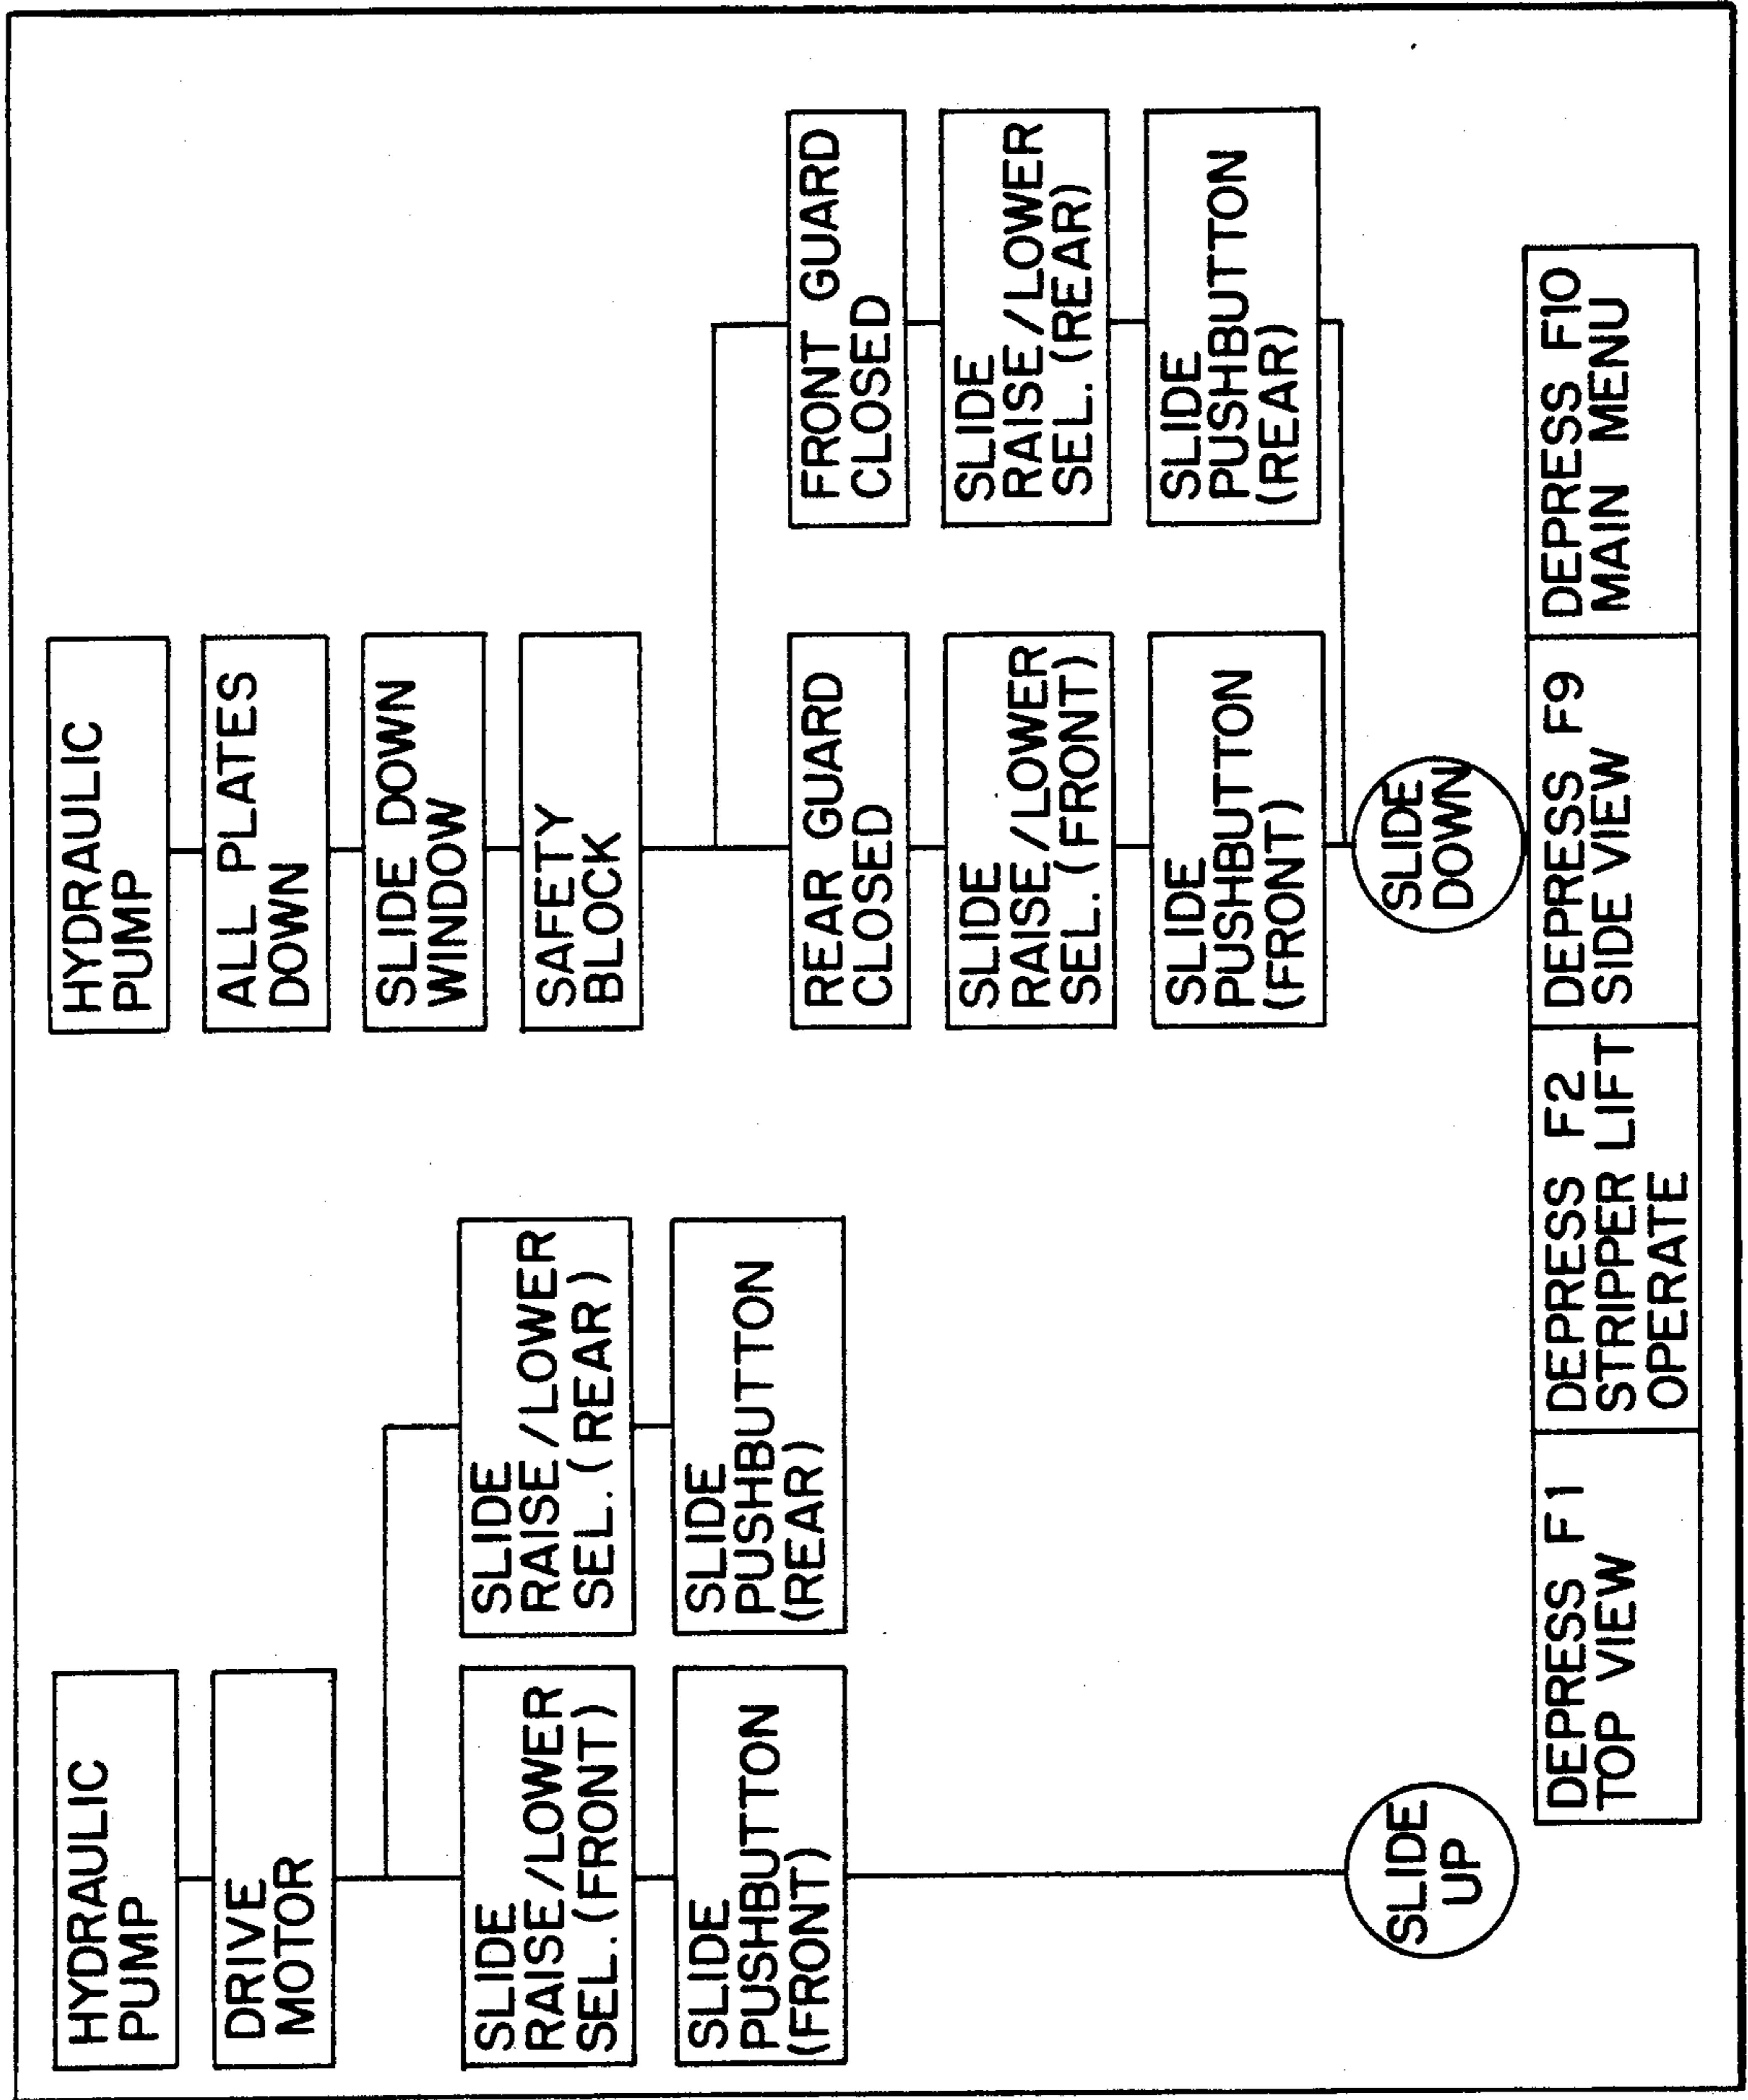 HYDRAULIC
PUMP
DRIVE
MOTOR
SLIDE
RAISE/LOWER
SEL. (FRONT)
SLIDE
PUSHBUTTON
(FRONT)
SLIDE
RAISE/LOWER
SEL. (REAR)
SLIDE
PUSHBUTTON
(REAR)
SLIDE
UP
HYDRAULIC
PUMP
ALL PLATES
DOWN
SLIDE DOWN
WINDOW
SAFETY
BLOCK
REAR GUARD
CLOSED
SLIDE
RAISE/LOWER
SEL. (FRONT)
SLIDE
PUSHBUTTON
(FRONT)
FRONT GUARD
CLOSED
SLIDE
RAISE/LOWER
SEL. (REAR)
SLIDE
PUSHBUTTON
(REAR)
SLIDE
DOWN
DEPRESS F1
TOP VIEW
DEPRESS F2
STRIPPER LIFT
OPERATE
DEPRESS F9
SIDE VIEW
DEPRESS F10
MAIN MENU